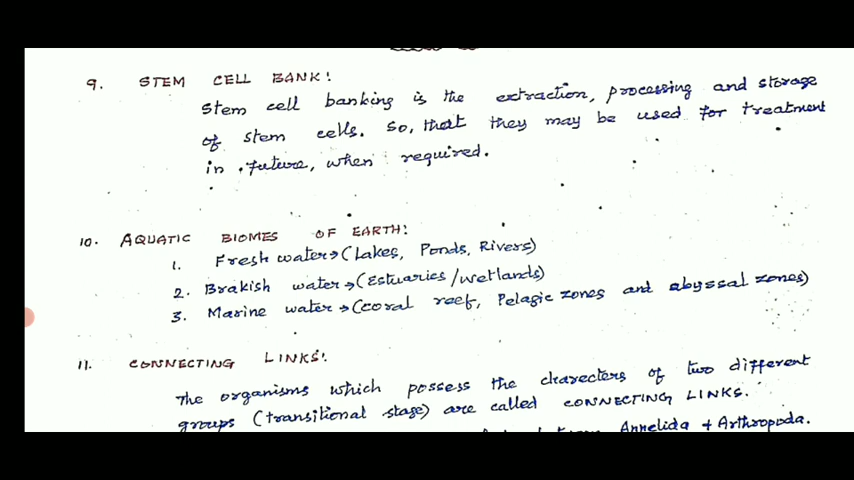 9. STEM CELL BANK:
Stem cell banking is the extraction, processing and storage
of stem cells. So, that they may be used for treatment
in future, when required.
10. AQUATIC BIOMES OF EARTH:
1. Fresh water→(Lakes, Ponds, Rivers)
2. Brakish water→(Estuaries/Wetlands)
3. Marine water→(coral reef, Pelagic zones and abyssal zones)
11. CONNECTING LINKS:
The organisms which possess the charecters of two different
groups (transitional stage) are called CONNECTING LINKS.
Annelida + Arthropoda.